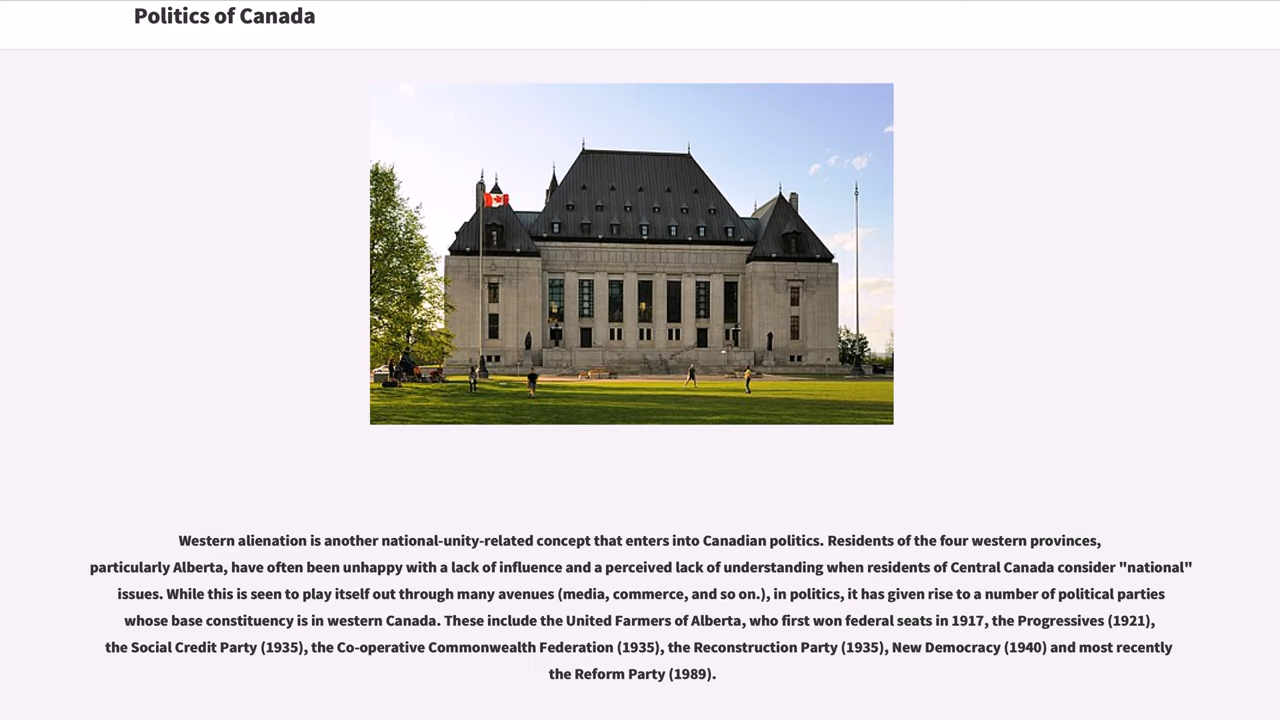 Politics of Canada
Western alienation is another national-unity-related concept that enters into Canadian politics. Residents of the four western provinces,
particularly Alberta, have often been unhappy with a lack of influence and a perceived lack of understanding when residents of Central Canada consider "national"
issues. While this is seen to play itself out through many avenues (media, commerce, and so on.), in politics, it has given rise to a number of political parties
whose base constituency is in western Canada. These include the United Farmers of Alberta, who first won federal seats in 1917, the Progressives (1921),
the Social Credit Party (1935), the Co-operative Commonwealth Federation (1935), the Reconstruction Party (1935), New Democracy (1940) and most recently
the Reform Party (1989).